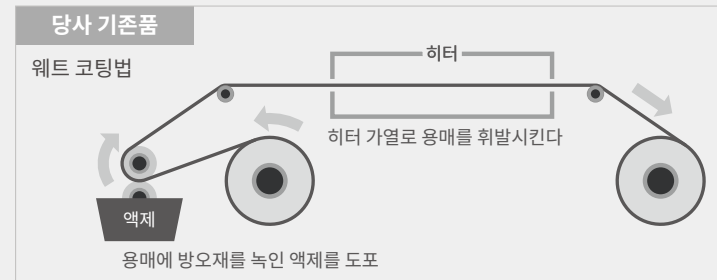 당사 기존품
웨트 코팅법
히터
히터 가열로 용매를 휘발시킨다
액제
용매에 방오재를 녹인 액제를 도포